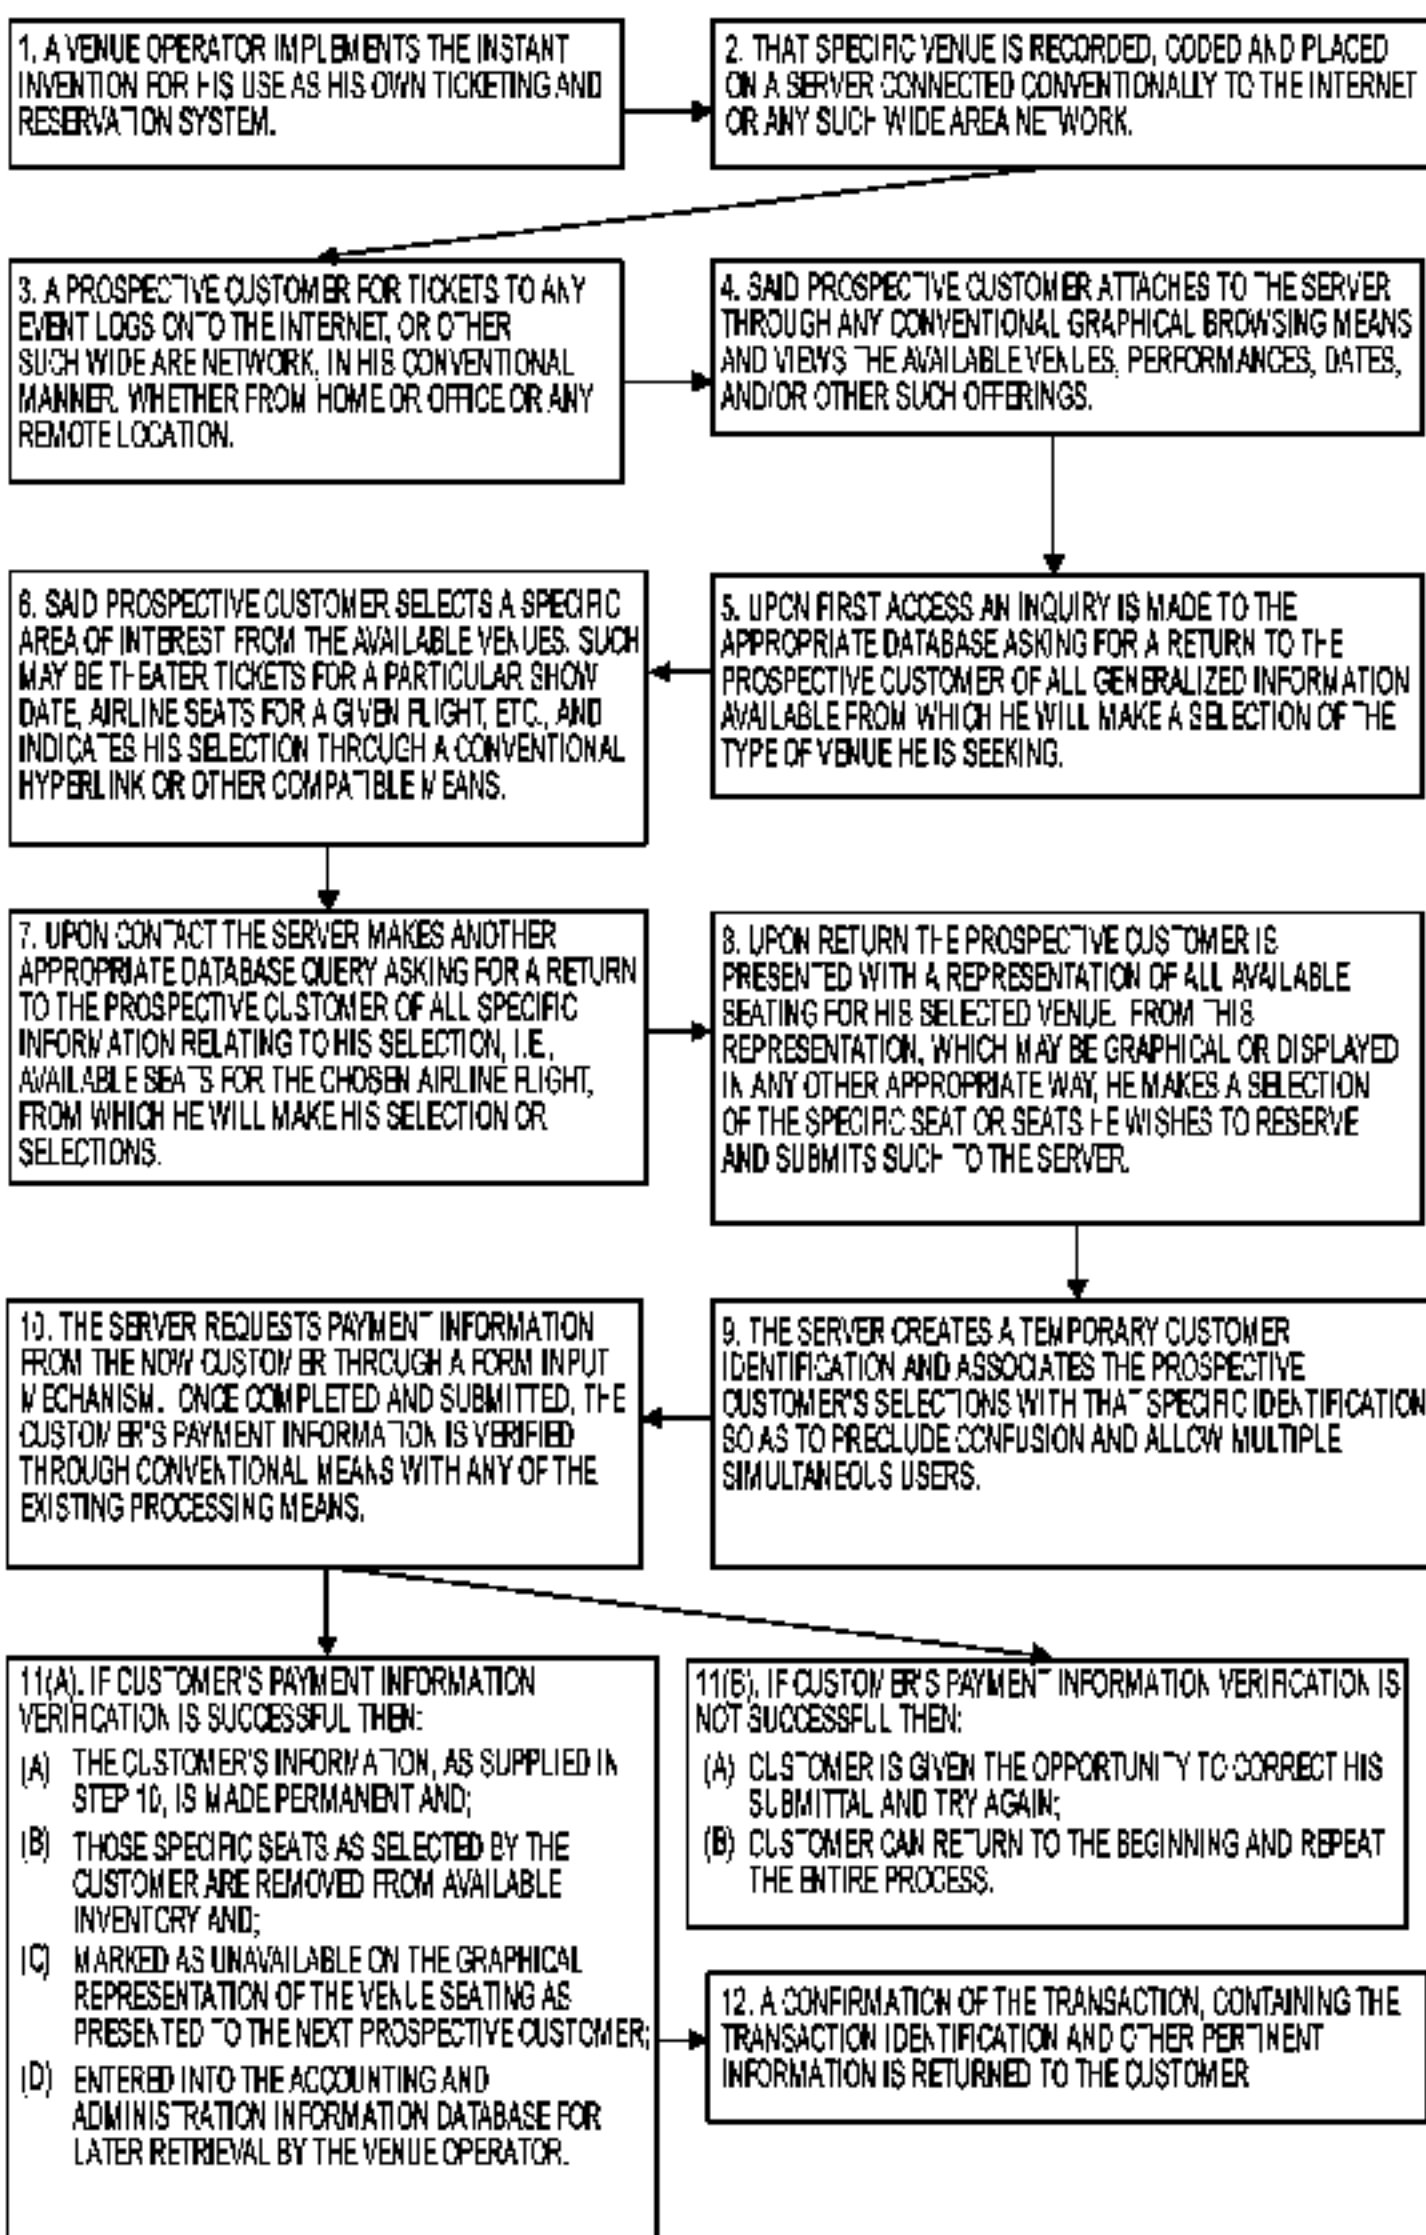 1. A VENUE OPERATOR IMPLEMENTS THE INSTANT
INVENTION FOR HIS USE AS HIS OWN TICKETING AND
RESERVATION SYSTEM.
2. THAT SPECIFIC VENUE IS RECORDED, CODED AND PLACED
ON A SERVER CONNECTED CONVENTIONALLY TO THE INTERNET
OR ANY SUCH WIDE AREA NETWORK.
3. A PROSPECTIVE CUSTOMER FOR TICKETS TO ANY
EVENT LOGS ONTO THE INTERNET, OR OTHER
SUCH WIDE ARE NETWORK, IN HIS CONVENTIONAL
MANNER, WHETHER FROM HOME OR OFFICE OR ANY
REMOTE LOCATION.
4. SAID PROSPECTIVE CUSTOMER ATTACHES TO THE SERVER
THROUGH ANY CONVENTIONAL GRAPHICAL BROWSING MEANS
AND VIEWS THE AVAILABLE VENUES, PERFORMANCES, DATES,
AND/OR OTHER SUCH OFFERINGS.
5. UPON FIRST ACCESS AN INQUIRY IS MADE TO THE
APPROPRIATE DATABASE ASKING FOR A RETURN TO THE
PROSPECTIVE CUSTOMER OF ALL GENERALIZED INFORMATION
AVAILABLE FROM WHICH HE WILL MAKE A SELECTION OF THE
TYPE OF VENUE HE IS SEEKING.
6. SAID PROSPECTIVE CUSTOMER SELECTS A SPECIFIC
AREA OF INTEREST FROM THE AVAILABLE VENUES. SUCH
MAY BE THEATER TICKETS FOR A PARTICULAR SHOW
DATE, AIRLINE SEATS FOR A GIVEN FLIGHT, ETC., AND
INDICATES HIS SELECTION THROUGH A CONVENTIONAL
HYPERLINK OR OTHER COMPATIBLE MEANS.
7. UPON CONTACT THE SERVER MAKES ANOTHER
APPROPRIATE DATABASE QUERY ASKING FOR A RETURN
TO THE PROSPECTIVE CUSTOMER OF ALL SPECIFIC
INFORMATION RELATING TO HIS SELECTION, I.E.,
AVAILABLE SEATS FOR THE CHOSEN AIRLINE FLIGHT,
FROM WHICH HE WILL MAKE HIS SELECTION OR
SELECTIONS.
8. UPON RETURN THE PROSPECTIVE CUSTOMER IS
PRESENTED WITH A REPRESENTATION OF ALL AVAILABLE
SEATING FOR HIS SELECTED VENUE. FROM THIS
REPRESENTATION, WHICH MAY BE GRAPHICAL OR DISPLAYED
IN ANY OTHER APPROPRIATE WAY, HE MAKES A SELECTION
OF THE SPECIFIC SEAT OR SEATS HE WISHES TO RESERVE
AND SUBMITS SUCH TO THE SERVER.
9. THE SERVER CREATES A TEMPORARY CUSTOMER
IDENTIFICATION AND ASSOCIATES THE PROSPECTIVE
CUSTOMER'S SELECTIONS WITH THAT SPECIFIC IDENTIFICATION
SO AS TO PRECLUDE CONFUSION AND ALLOW MULTIPLE
SIMULTANEOUS USERS.
10. THE SERVER REQUESTS PAYMENT INFORMATION
FROM THE NOW CUSTOMER THROUGH A FORM INPUT
MECHANISM. ONCE COMPLETED AND SUBMITTED, THE
CUSTOMER'S PAYMENT INFORMATION IS VERIFIED
THROUGH CONVENTIONAL MEANS WITH ANY OF THE
EXISTING PROCESSING MEANS.
11(A). IF CUSTOMER'S PAYMENT INFORMATION
VERIFICATION IS SUCCESSFUL THEN:
(A) THE CUSTOMER'S INFORMATION, AS SUPPLIED IN
STEP 10, IS MADE PERMANENT AND;
(B) THOSE SPECIFIC SEATS AS SELECTED BY THE
CUSTOMER ARE REMOVED FROM AVAILABLE
INVENTORY AND;
(C) MARKED AS UNAVAILABLE ON THE GRAPHICAL
REPRESENTATION OF THE VENUE SEATING AS
PRESENTED TO THE NEXT PROSPECTIVE CUSTOMER;
(D) ENTERED INTO THE ACCOUNTING AND
ADMINISTRATION INFORMATION DATABASE FOR
LATER RETRIEVAL BY THE VENUE OPERATOR.
11(B). IF CUSTOMER'S PAYMENT INFORMATION VERIFICATION IS
NOT SUCCESSFUL THEN:
(A) CUSTOMER IS GIVEN THE OPPORTUNITY TO CORRECT HIS
SUBMITTAL AND TRY AGAIN;
(B) CUSTOMER CAN RETURN TO THE BEGINNING AND REPEAT
THE ENTIRE PROCESS.
12. A CONFIRMATION OF THE TRANSACTION, CONTAINING THE
TRANSACTION IDENTIFICATION AND OTHER PERTINENT
INFORMATION IS RETURNED TO THE CUSTOMER